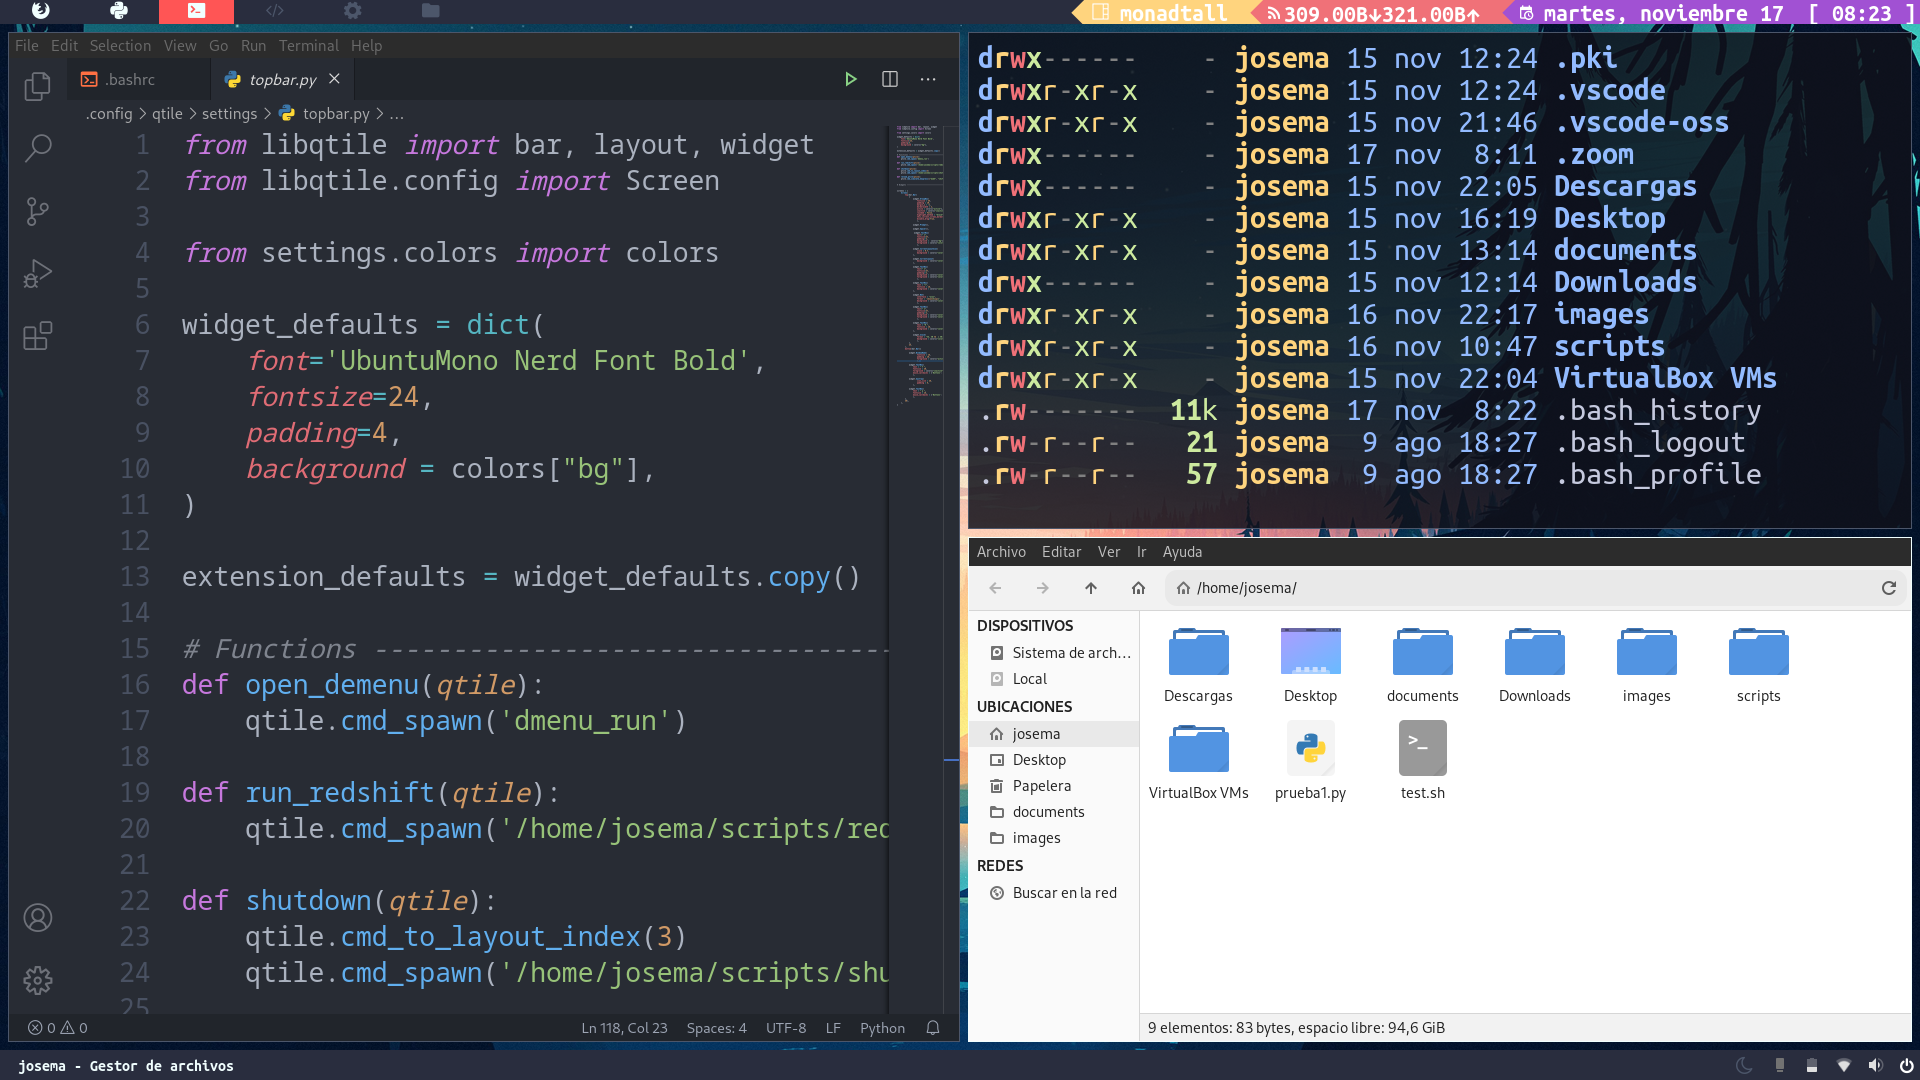 monadtall 309.00B↓321.00B↑ martes, noviembre 17 [ 08:23 ]
File Edit Selection View Go Run Terminal Help
.bashrc topbar.py
.config > qtile > settings > topbar.py > ...
1 from libqtile import bar, layout, widget
2 from libqtile.config import Screen
3
4 from settings.colors import colors
5
6 widget_defaults = dict(
7 font='UbuntuMono Nerd Font Bold',
8 fontsize=24,
9 padding=4,
10 background = colors["bg"],
11 )
12
13 extension_defaults = widget_defaults.copy()
14
15 # Functions ---------------------------------
16 def open_demenu(qtile):
17 qtile.cmd_spawn('dmenu_run')
18
19 def run_redshift(qtile):
20 qtile.cmd_spawn('/home/josema/scripts/red
21
22 def shutdown(qtile):
23 qtile.cmd_to_layout_index(3)
24 qtile.cmd_spawn('/home/josema/scripts/shu
25
0 0 Ln 118, Col 23 Spaces: 4 UTF-8 LF Python
drwx------ - josema 15 nov 12:24 .pki
drwxr-xr-x - josema 15 nov 12:24 .vscode
drwxr-xr-x - josema 15 nov 21:46 .vscode-oss
drwx------ - josema 17 nov 8:11 .zoom
drwx------ - josema 15 nov 22:05 Descargas
drwxr-xr-x - josema 15 nov 16:19 Desktop
drwxr-xr-x - josema 15 nov 13:14 documents
drwx------ - josema 15 nov 12:14 Downloads
drwxr-xr-x - josema 16 nov 22:17 images
drwxr-xr-x - josema 16 nov 10:47 scripts
drwxr-xr-x - josema 15 nov 22:04 VirtualBox VMs
.rw------- 11k josema 17 nov 8:22 .bash_history
.rw-r--r-- 21 josema 9 ago 18:27 .bash_logout
.rw-r--r-- 57 josema 9 ago 18:27 .bash_profile
Archivo Editar Ver Ir Ayuda
/home/josema/
DISPOSITIVOS
Sistema de arch...
Local
UBICACIONES
josema
Desktop
Papelera
documents
images
REDES
Buscar en la red
Descargas Desktop documents Downloads images scripts
VirtualBox VMs prueba1.py test.sh
9 elementos: 83 bytes, espacio libre: 94,6 GiB
josema - Gestor de archivos